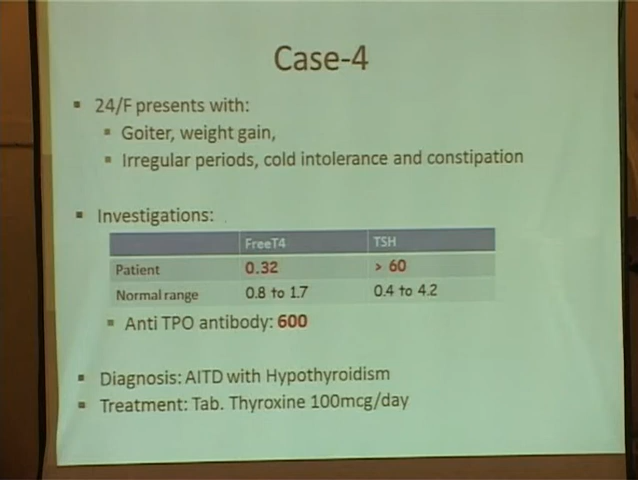 Case-4
24/F presents with:
Goiter, weight gain,
Irregular periods, cold intolerance and constipation
Investigations:
FreeT4 TSH
Patient 0.32 > 60
Normal range 0.8 to 1.7 0.4 to 4.2
Anti TPO antibody: 600
Diagnosis: AITD with Hypothyroidism
Treatment: Tab. Thyroxine 100mcg/day